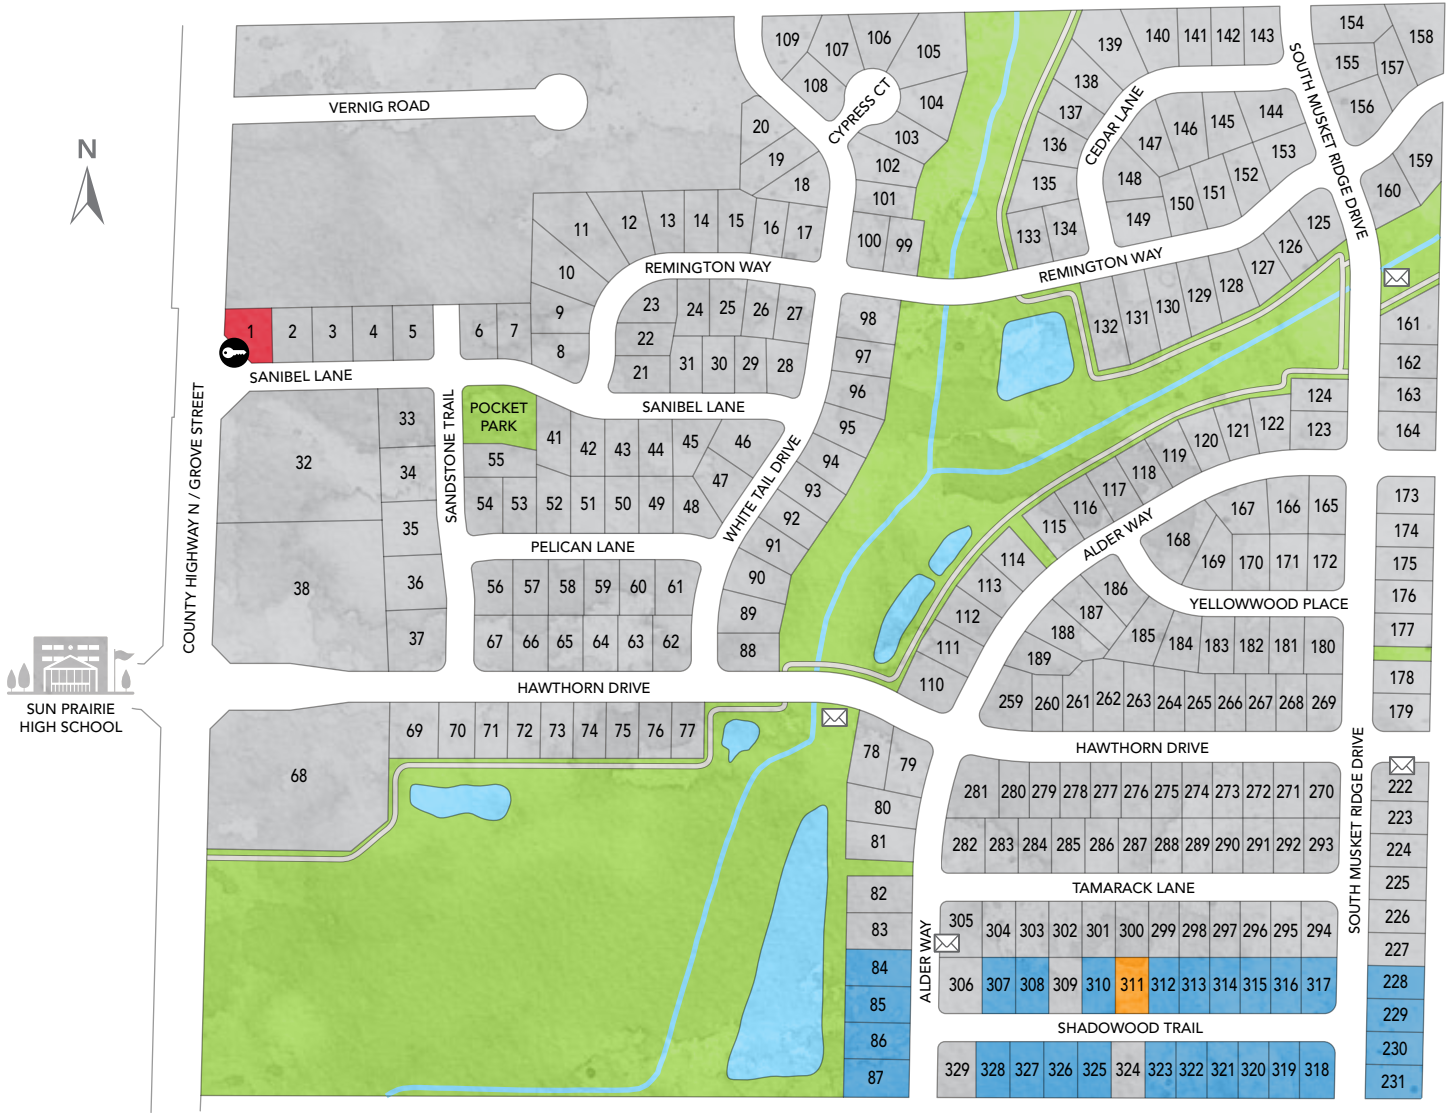 109 107 106 105 139 140 141 142 143 154 158
155 157
108 138
VERNIG ROAD
CYPRESS CT
104 137 CEDAR LANE 147 146 145 144 156
SOUTH MUSKET RIDGE DRIVE
N
20 103 136 153
19 102 148 152 159
18 101 135 150 151 160
11 12 13 14 15 16 17 100 99 133 134 149 125
126
10 REMINGTON WAY REMINGTON WAY 127
128
9 23 24 25 26 27 98 132 131 130 129
1 2 3 4 5 6 7 8 22 161
21 31 30 29 28 97 162
SANIBEL LANE
96 124 163
COUNTY HIGHWAY N / GROVE STREET
SANDSTONE TRAIL
POCKET
PARK
SANIBEL LANE
33 41 42 43 44 45 46 95 120 121 122 123 164
WHITE TAIL DRIVE
32 34 55 47 94 117 118 119
54 53 52 51 50 49 48 93 115 116 167 166 165 173
35 92 ALDER WAY 168 174
PELICAN LANE
91 114 169 170 171 172 175
38 36 56 57 58 59 60 61 90 113 186 176
YELLOWWOOD PLACE
89 112 187
37 67 66 65 64 63 62 88 111 188 185 184 183 182 181 180 177
189
110 178
HAWTHORN DRIVE
259 260 261 262 263 264 265 266 267 268 269 179
SUN PRAIRIE
HIGH SCHOOL
69 70 71 72 73 74 75 76 77 78 79
HAWTHORN DRIVE
SOUTH MUSKET RIDGE DRIVE
68 80 281 280 279 278 277 276 275 274 273 272 271 270 222
223
81 282 283 284 285 286 287 288 289 290 291 292 293 224
TAMARACK LANE
225
82 305 226
83 304 303 302 301 300 299 298 297 296 295 294 227
ALDER WAY
84 306 307 308 309 310 311 312 313 314 315 316 317 228
85 229
SHADOWOOD TRAIL
86 230
87 329 328 327 326 325 324 323 322 321 320 319 318 231